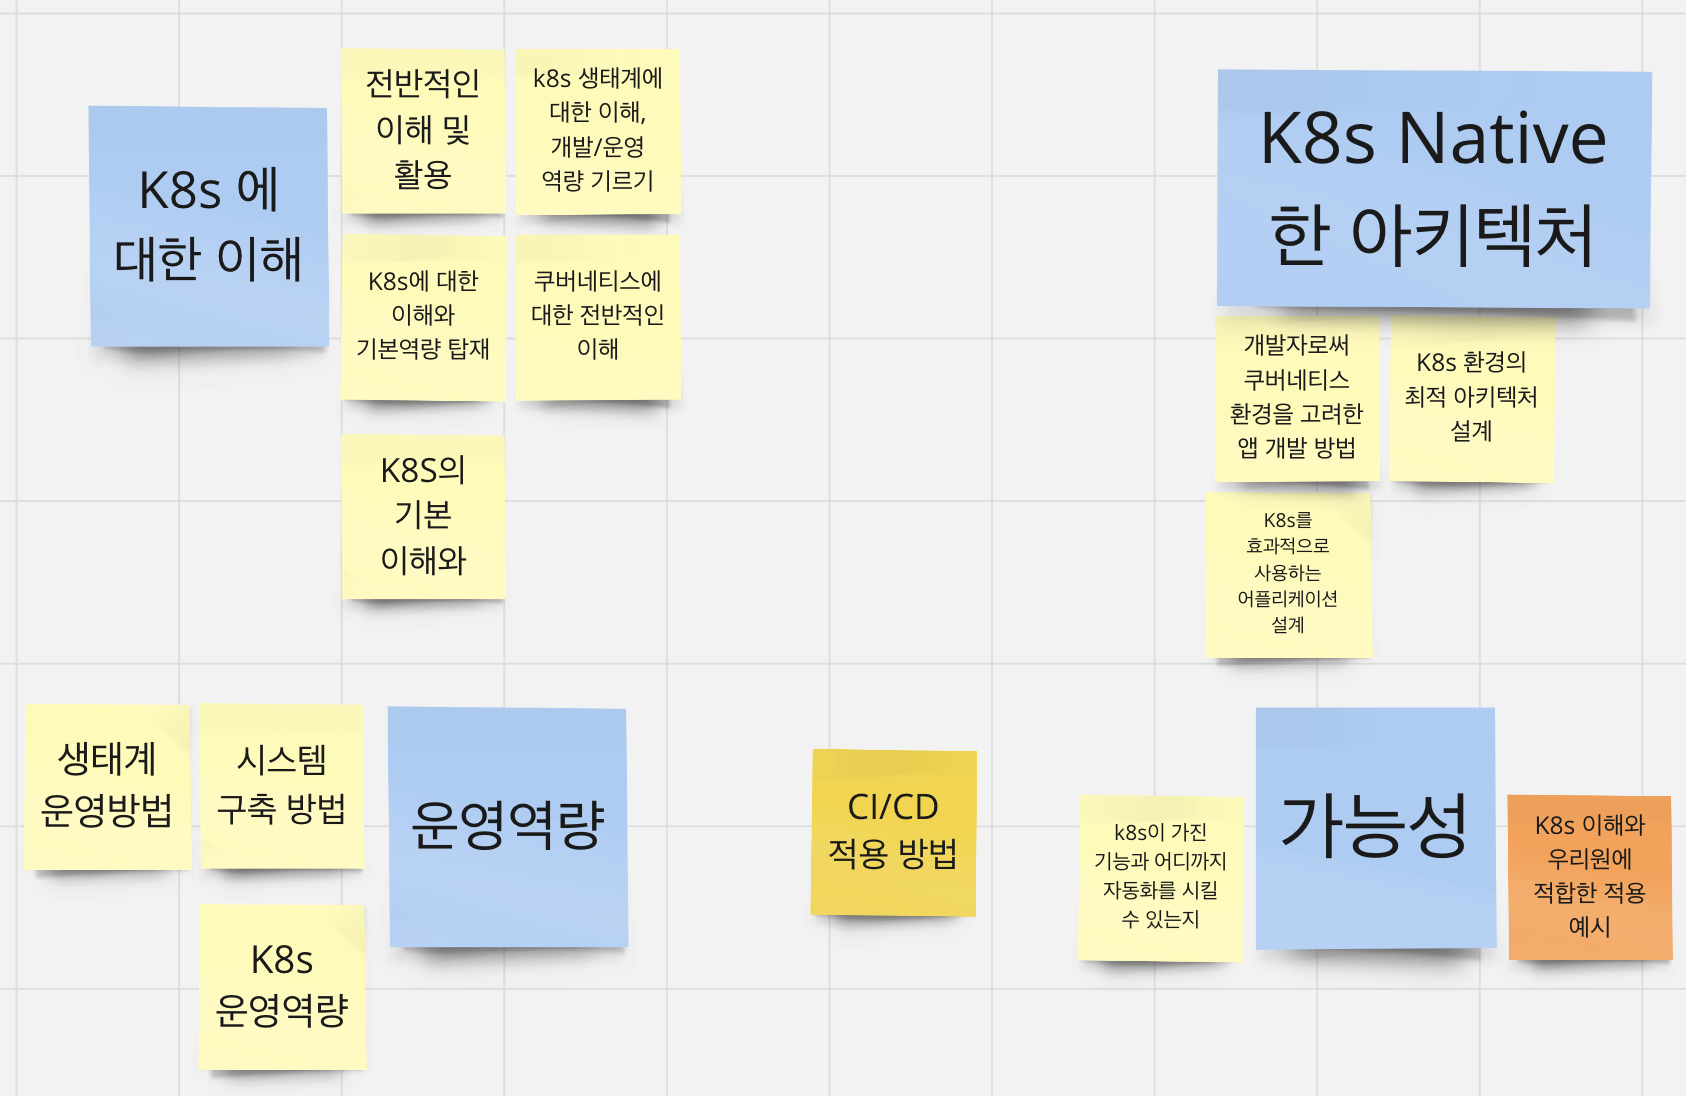 K8s 에
대한 이해
전반적인
이해 및
활용
k8s 생태계에
대한 이해,
개발/운영
역량 기르기
K8s에 대한
이해와
기본역량 탑재
쿠버네티스에
대한 전반적인
이해
K8S의
기본
이해와
K8s Native
한 아키텍처
개발자로써
쿠버네티스
환경을 고려한
앱 개발 방법
K8s 환경의
최적 아키텍처
설계
K8s를
효과적으로
사용하는
어플리케이션
설계
생태계
운영방법
시스템
구축 방법
운영역량
K8s
운영역량
CI/CD
적용 방법
k8s이 가진
기능과 어디까지
자동화를 시킬
수 있는지
가능성
K8s 이해와
우리원에
적합한 적용
예시